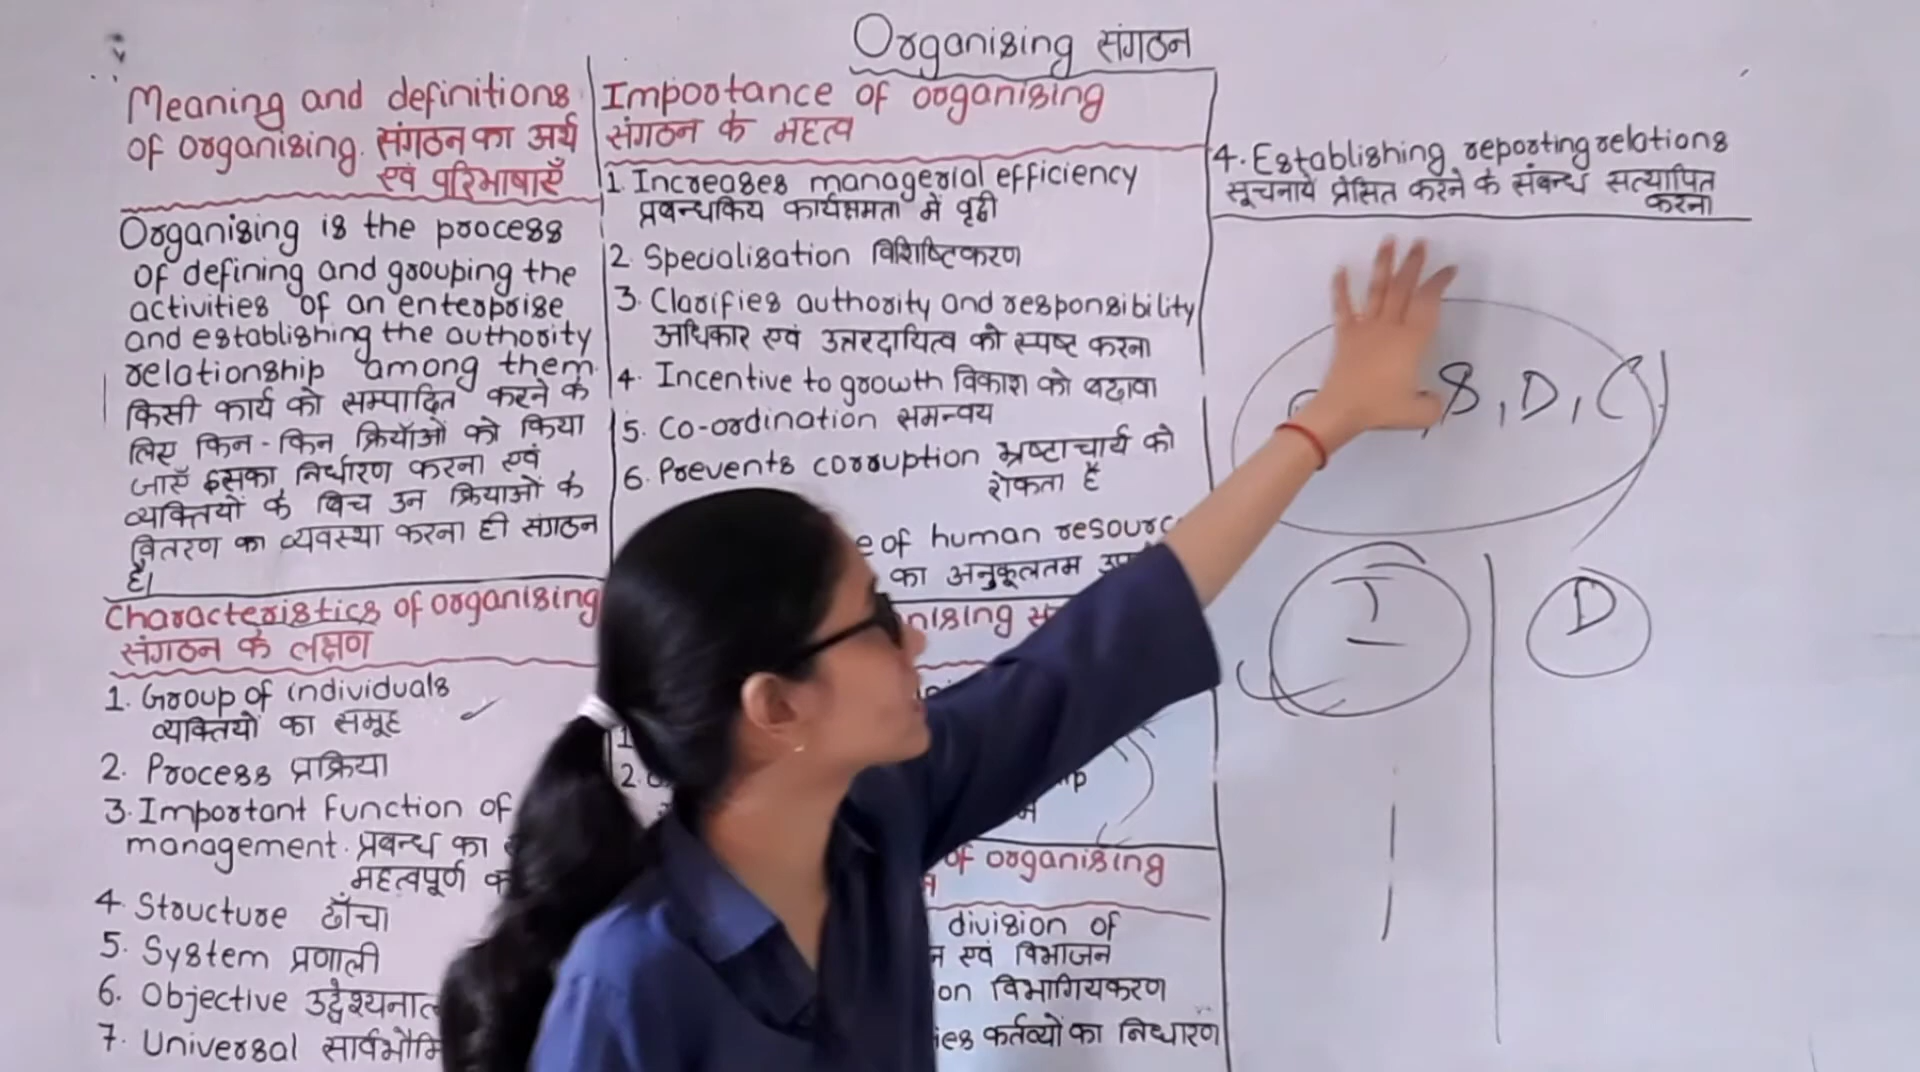 Organising संगठन
Meaning and definitions
of organising. संगठन का अर्थ
एवं परिभाषाएँ
Organising is the process
of defining and grouping the
activities of an enterprise
and establishing the authority
relationship among them.
किसी कार्य को सम्पादित करने के
लिए किन-किन क्रियाँओं को किया
जाएँ इसका निर्धारण करना एवं
व्यक्तियों के बिच उन क्रियाओं के
वितरण का व्यवस्था करना ही संगठन
है।
Characteristics of organising
संगठन के लक्षण
1. Group of individuals
व्यक्तियों का समूह
2. Process प्रक्रिया
3. Important function of
management. प्रबन्ध का
महत्वपूर्ण
4. Structure ढाँचा
5. System प्रणाली
6. Objective
7. Universal
Importance of organising
संगठन के महत्व
1. Increases managerial efficiency
प्रबन्धकिय कार्यक्षमता में वृद्दी
2. Specialisation विशिष्टिकरण
3. Clarifies authority and responsibility
अधिकार एवं उत्तरदायित्व को स्पष्ट करना
4. Incentive to growth विकाश को बढ़ावा
5. Co-ordination समन्वय
6. Prevents corruption भ्रष्टाचार्य को
रोकता है
of human
का अनुकूलतम
1
2.
of organising
division of
एवं विभाजन
on विभागियकरण
ies कर्तव्यों का निर्धारण
4. Establishing reporting relations
सूचनाये प्रेसित करने के संबन्ध सत्यापित
करना
S, D, C
I
D